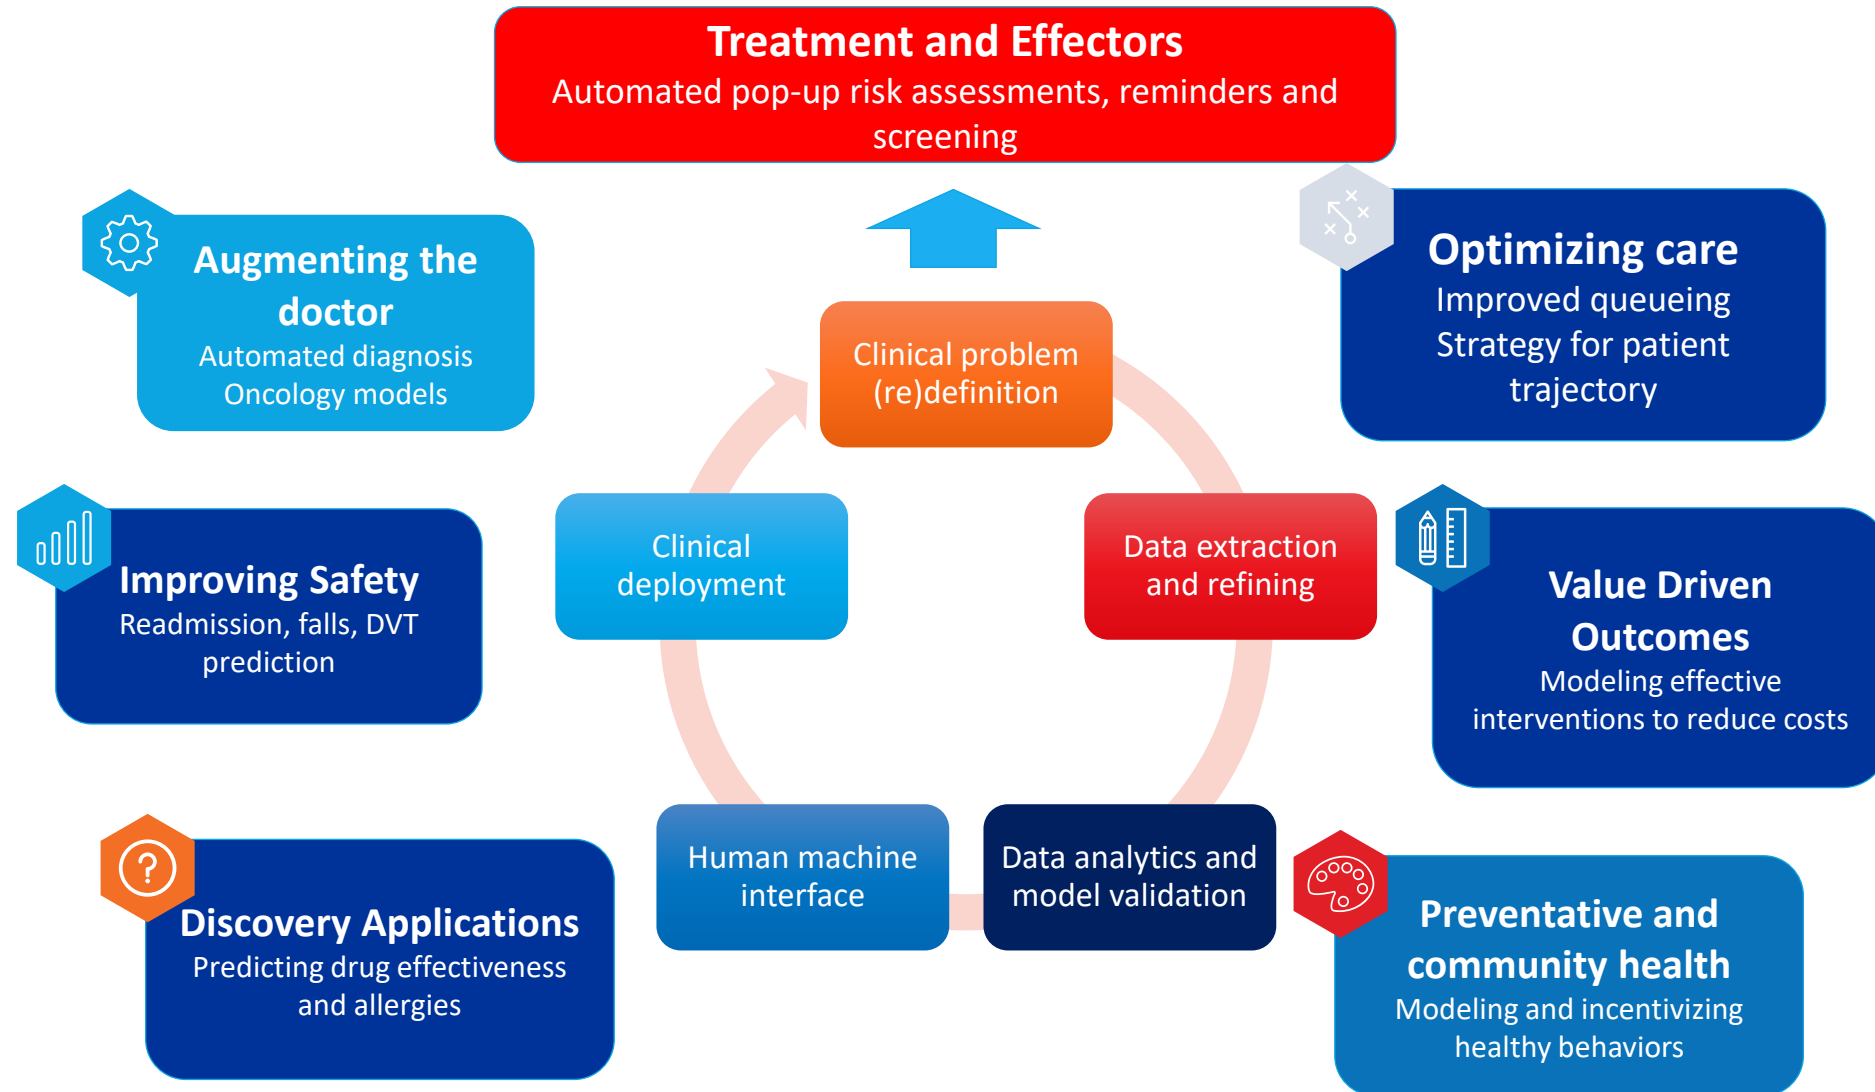 Treatment and Effectors
Automated pop-up risk assessments, reminders and
screening
Augmenting the
doctor
Automated diagnosis
Oncology models
Optimizing care
Improved queueing
Strategy for patient
trajectory
Clinical problem
(re)definition
Clinical
deployment
Data extraction
and refining
Improving Safety
Readmission, falls, DVT
prediction
Value Driven
Outcomes
Modeling effective
interventions to reduce costs
Human machine
interface
Data analytics and
model validation
?
Discovery Applications
Predicting drug effectiveness
and allergies
Preventative and
community health
Modeling and incentivizing
healthy behaviors